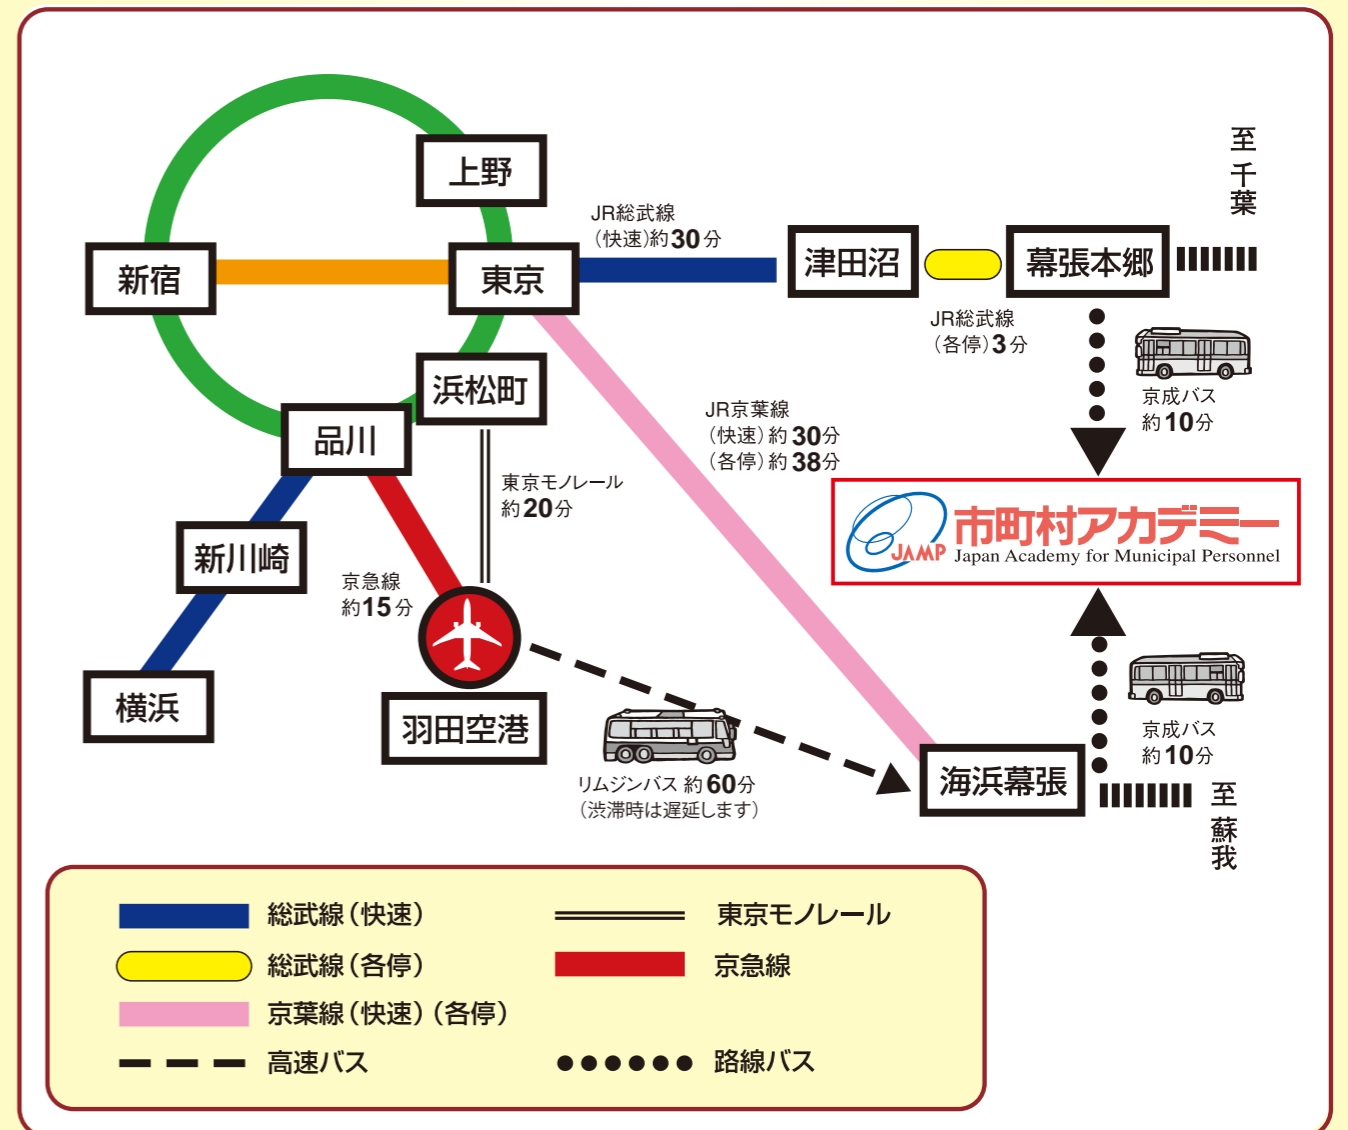 上野
至千葉
JR総武線
（快速）約30分
新宿
東京
津田沼
幕張本郷
JR総武線
（各停）3分
浜松町
京成バス
約10分
JR京葉線
（快速）約30分
（各停）約38分
品川
東京モノレール
約20分
JAMP
市町村アカデミー
Japan Academy for Municipal Personnel
新川崎
京急線
約15分
横浜
羽田空港
リムジンバス 約60分
（渋滞時は遅延します）
海浜幕張
京成バス
約10分
至蘇我
総武線（快速）
東京モノレール
総武線（各停）
京急線
京葉線（快速）（各停）
高速バス
路線バス